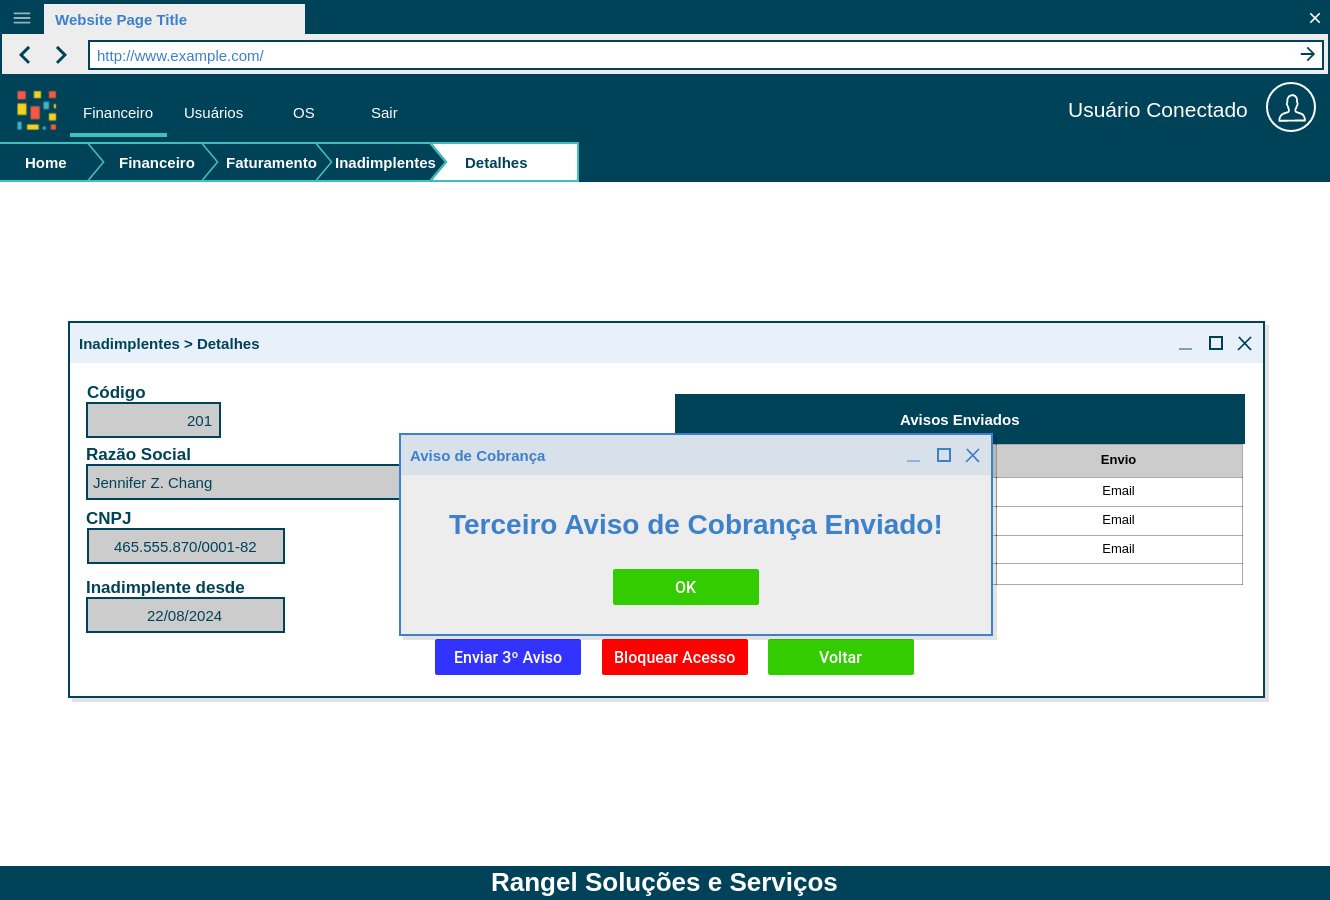 Website Page Title
http://www.example.com/
Financeiro Usuários OS Sair
Usuário Conectado
Home Financeiro Faturamento Inadimplentes Detalhes
Inadimplentes > Detalhes
Código
201
Razão Social
Jennifer Z. Chang
CNPJ
465.555.870/0001-82
Inadimplente desde
22/08/2024
Avisos Enviados
Envio
Email
Email
Email
Aviso de Cobrança
Terceiro Aviso de Cobrança Enviado!
OK
Enviar 3º Aviso Bloquear Acesso Voltar
Rangel Soluções e Serviços